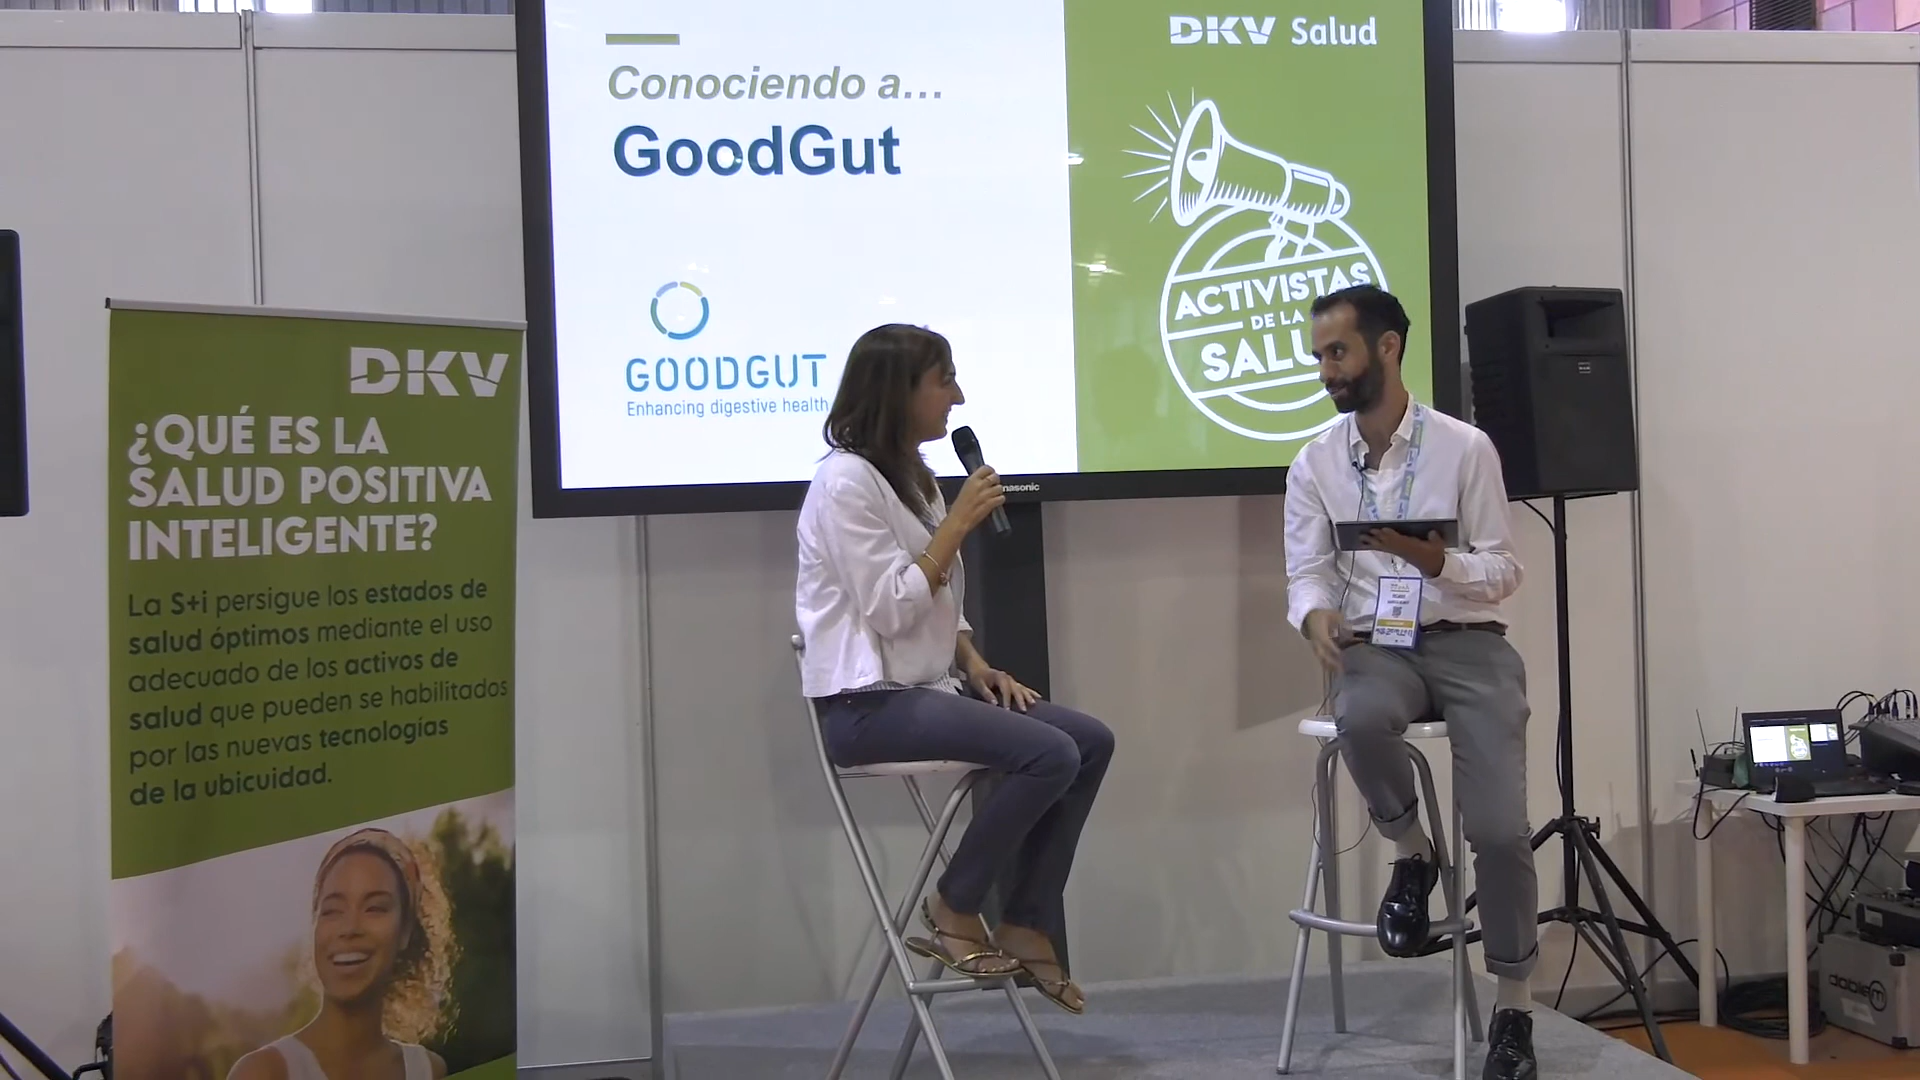 DKV Salud
Conociendo a...
GoodGut
GOODGUT
Enhancing digestive health
ACTIVISTAS
DE LA
SALU
DKV
¿QUÉ ES LA
SALUD POSITIVA
INTELIGENTE?
La S+i persigue los estados de
salud óptimos mediante el uso
adecuado de los activos de
salud que pueden se habilitados
por las nuevas tecnologías
de la ubicuidad.
nasonic
doblem